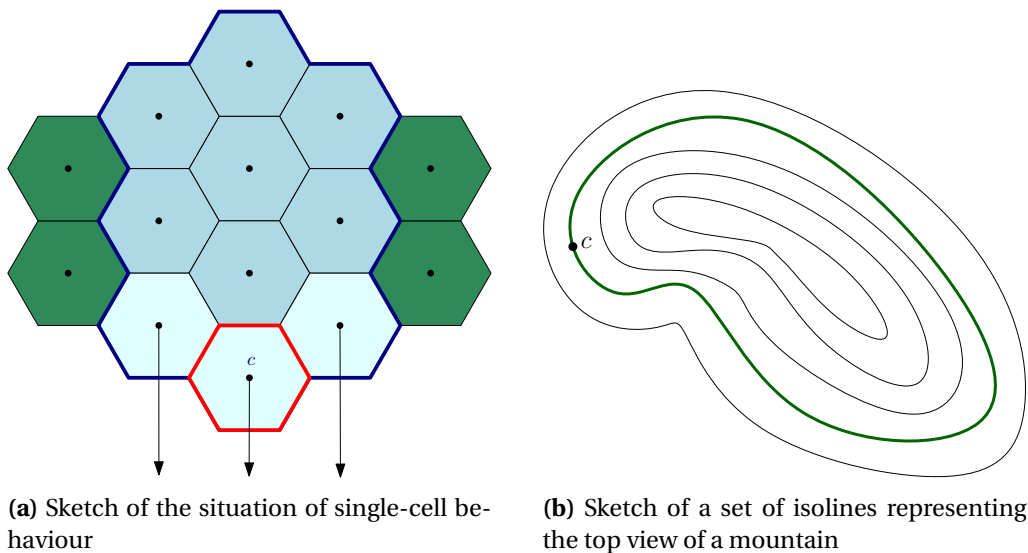 c
c
(a) Sketch of the situation of single-cell be-
haviour
(b) Sketch of a set of isolines representing
the top view of a mountain